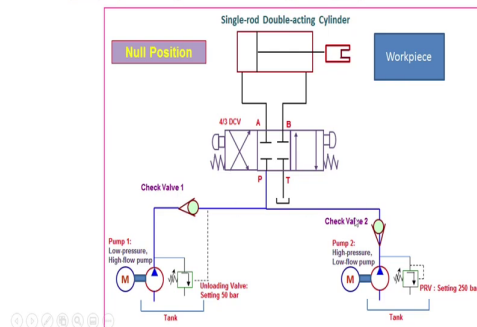 Single-rod Double-acting Cylinder
Null Position
Workpiece
4/3 DCV
A
B
P
T
Check Valve 1
Check Valve 2
Pump 1:
Low-pressure,
High-flow pump
M
Unloading Valve:
Setting 50 bar
Tank
Pump 2:
High-pressure,
Low-flow pump
M
PRV : Setting 250 ba
Tank